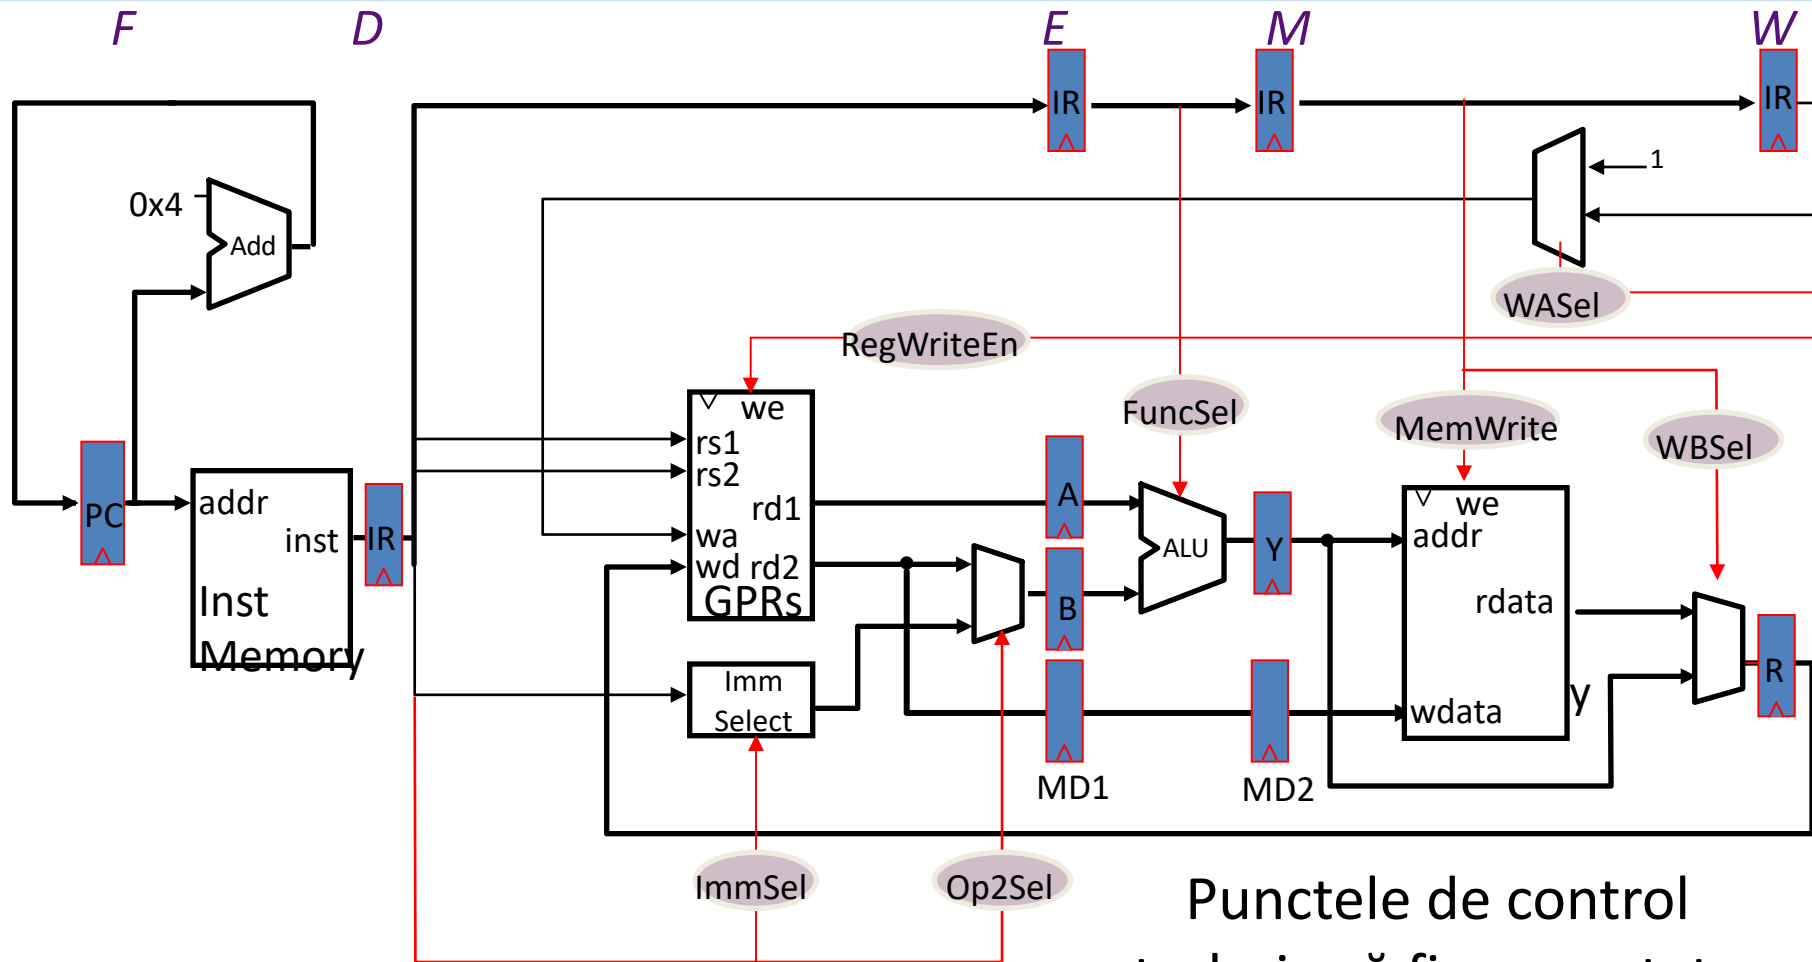 F
D
E
M
W
IR
IR
IR
1
0x4
Add
WASel
RegWriteEn
FuncSel
MemWrite
WBSel
we
rs1
rs2
rd1
wa
wd rd2
GPRs
PC
addr
inst
Inst
Memory
IR
A
B
ALU
Y
we
addr
rdata
wdata
y
R
Imm
Select
MD1
MD2
ImmSel
Op2Sel
Punctele de control